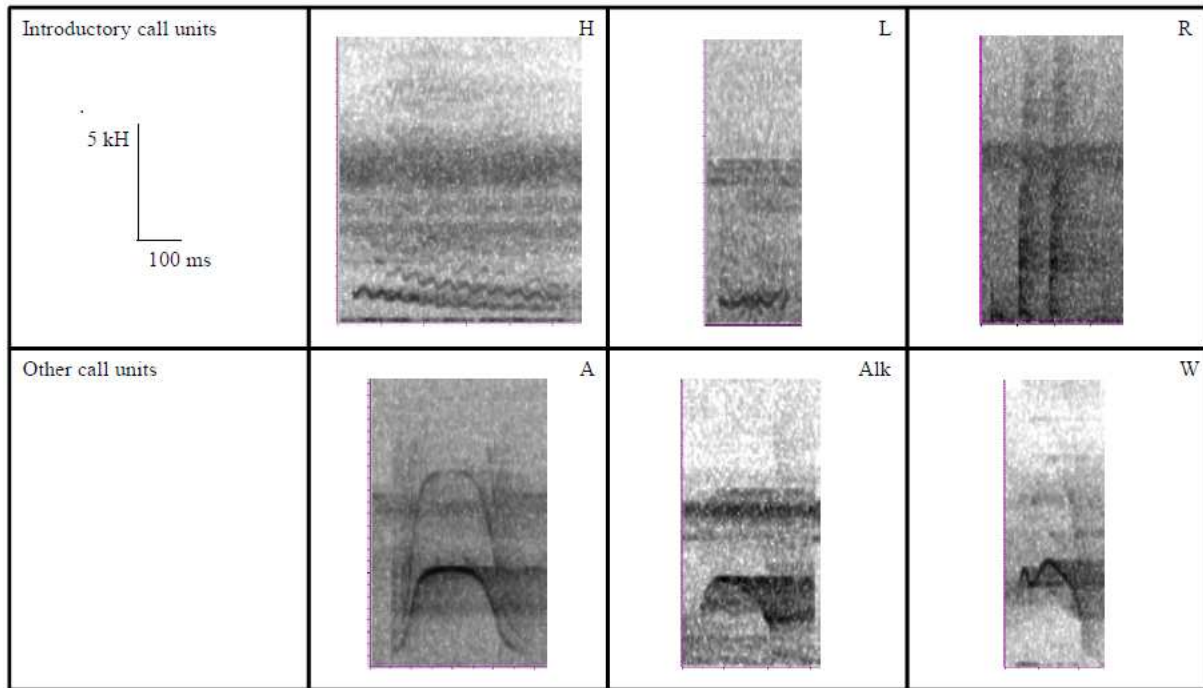 Introductory call units
H
L
R
5 kH
100 ms
Other call units
A
Alk
W